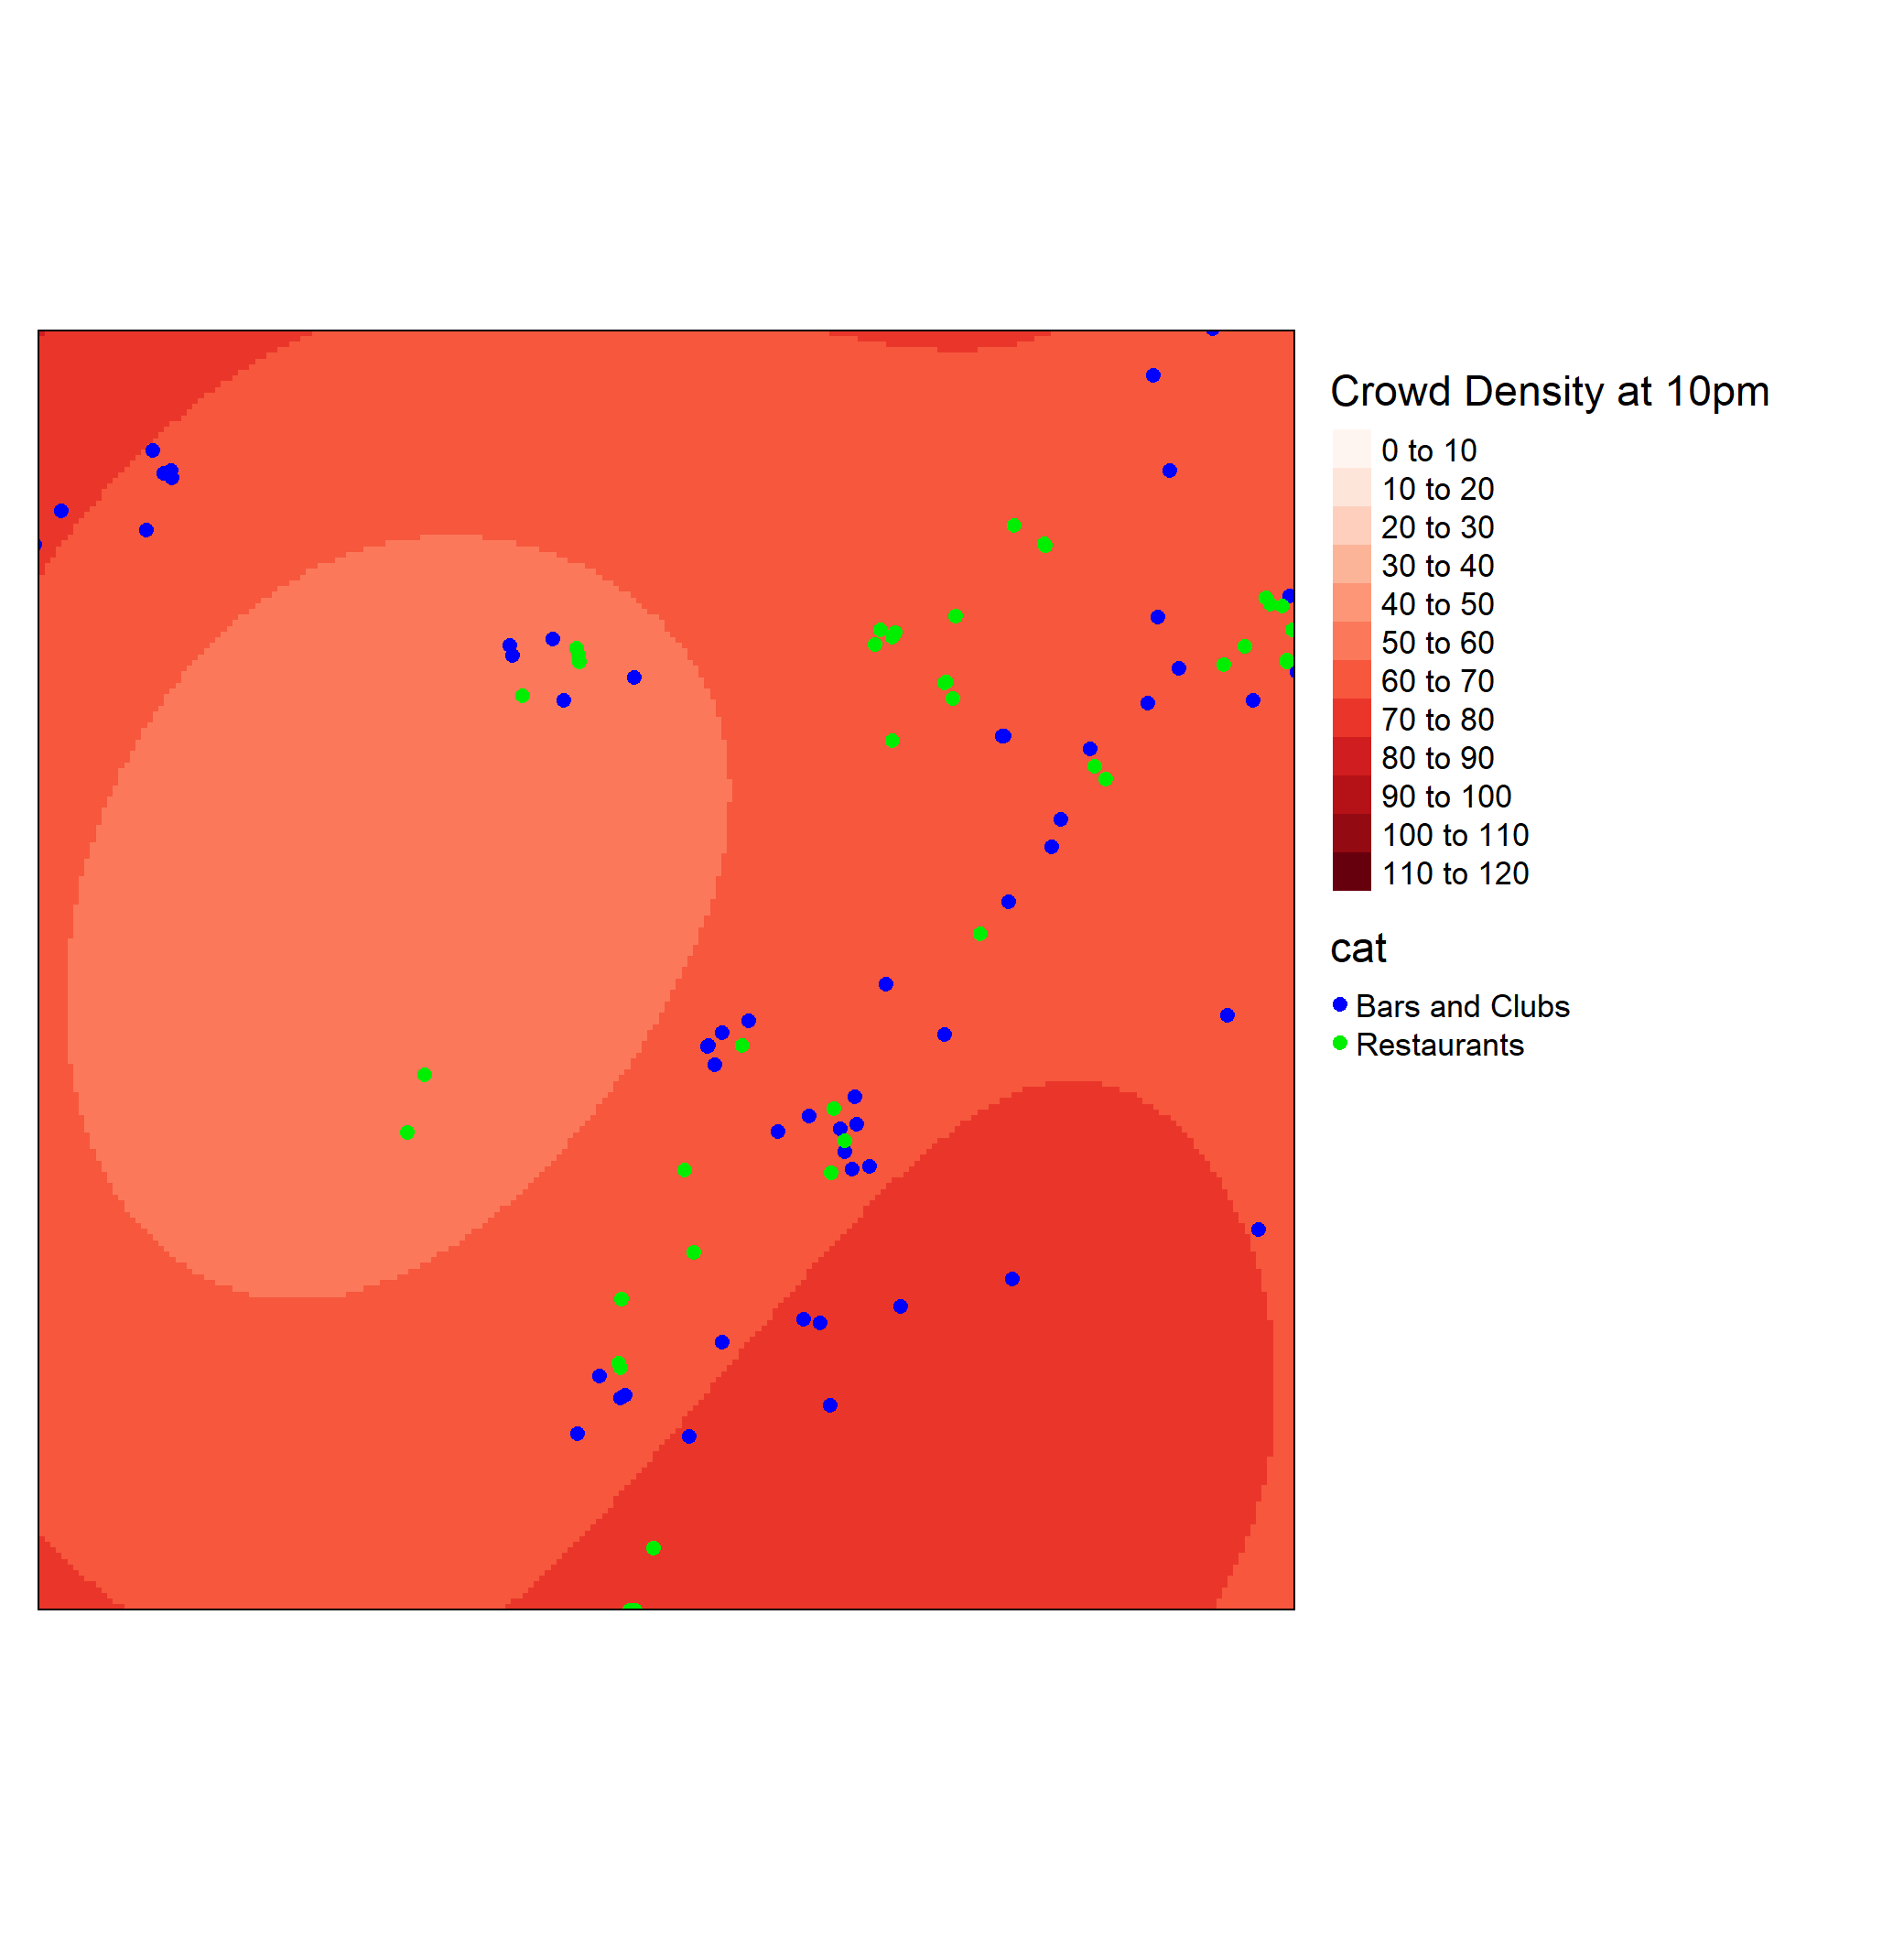 Crowd Density at 10pm
0 to 10
10 to 20
20 to 30
30 to 40
40 to 50
50 to 60
60 to 70
70 to 80
80 to 90
90 to 100
100 to 110
110 to 120
cat
Bars and Clubs
Restaurants